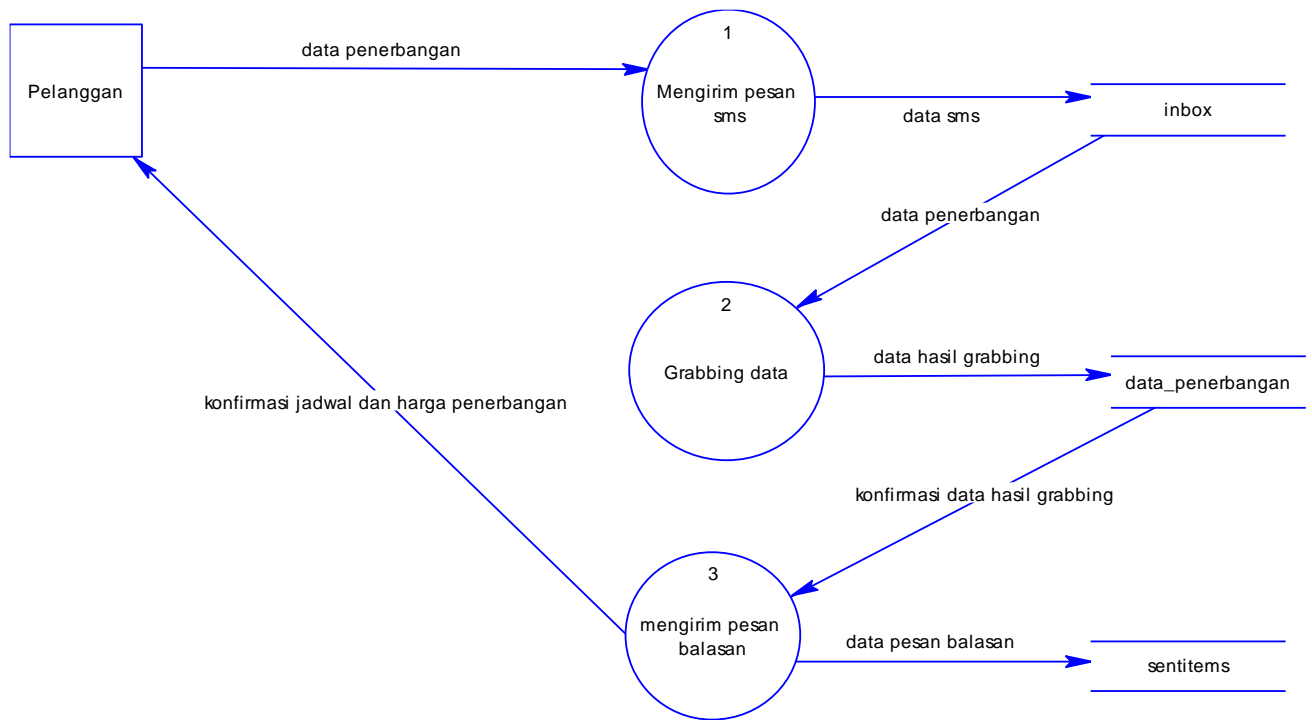 1
data penerbangan
Pelanggan
Mengirim pesan
sms
data sms
inbox
data penerbangan
2
Grabbing data
data hasil grabbing
data_penerbangan
konfirmasi jadwal dan harga penerbangan
konfirmasi data hasil grabbing
3
mengirim pesan
balasan
data pesan balasan
sentitems